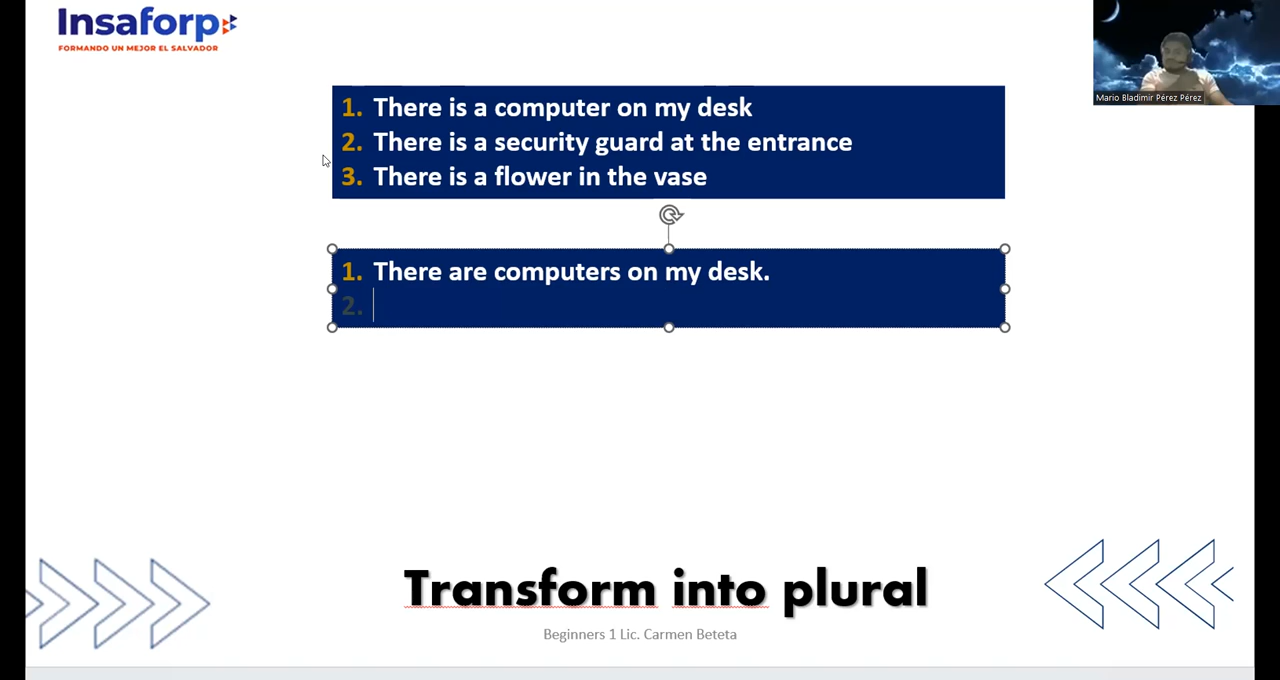 Insaforp
FORMANDO UN MEJOR EL SALVADOR
Mario Bladimir Pérez Pérez
1. There is a computer on my desk
2. There is a security guard at the entrance
3. There is a flower in the vase
1. There are computers on my desk.
2.
Transform into plural
Beginners 1 Lic. Carmen Beteta